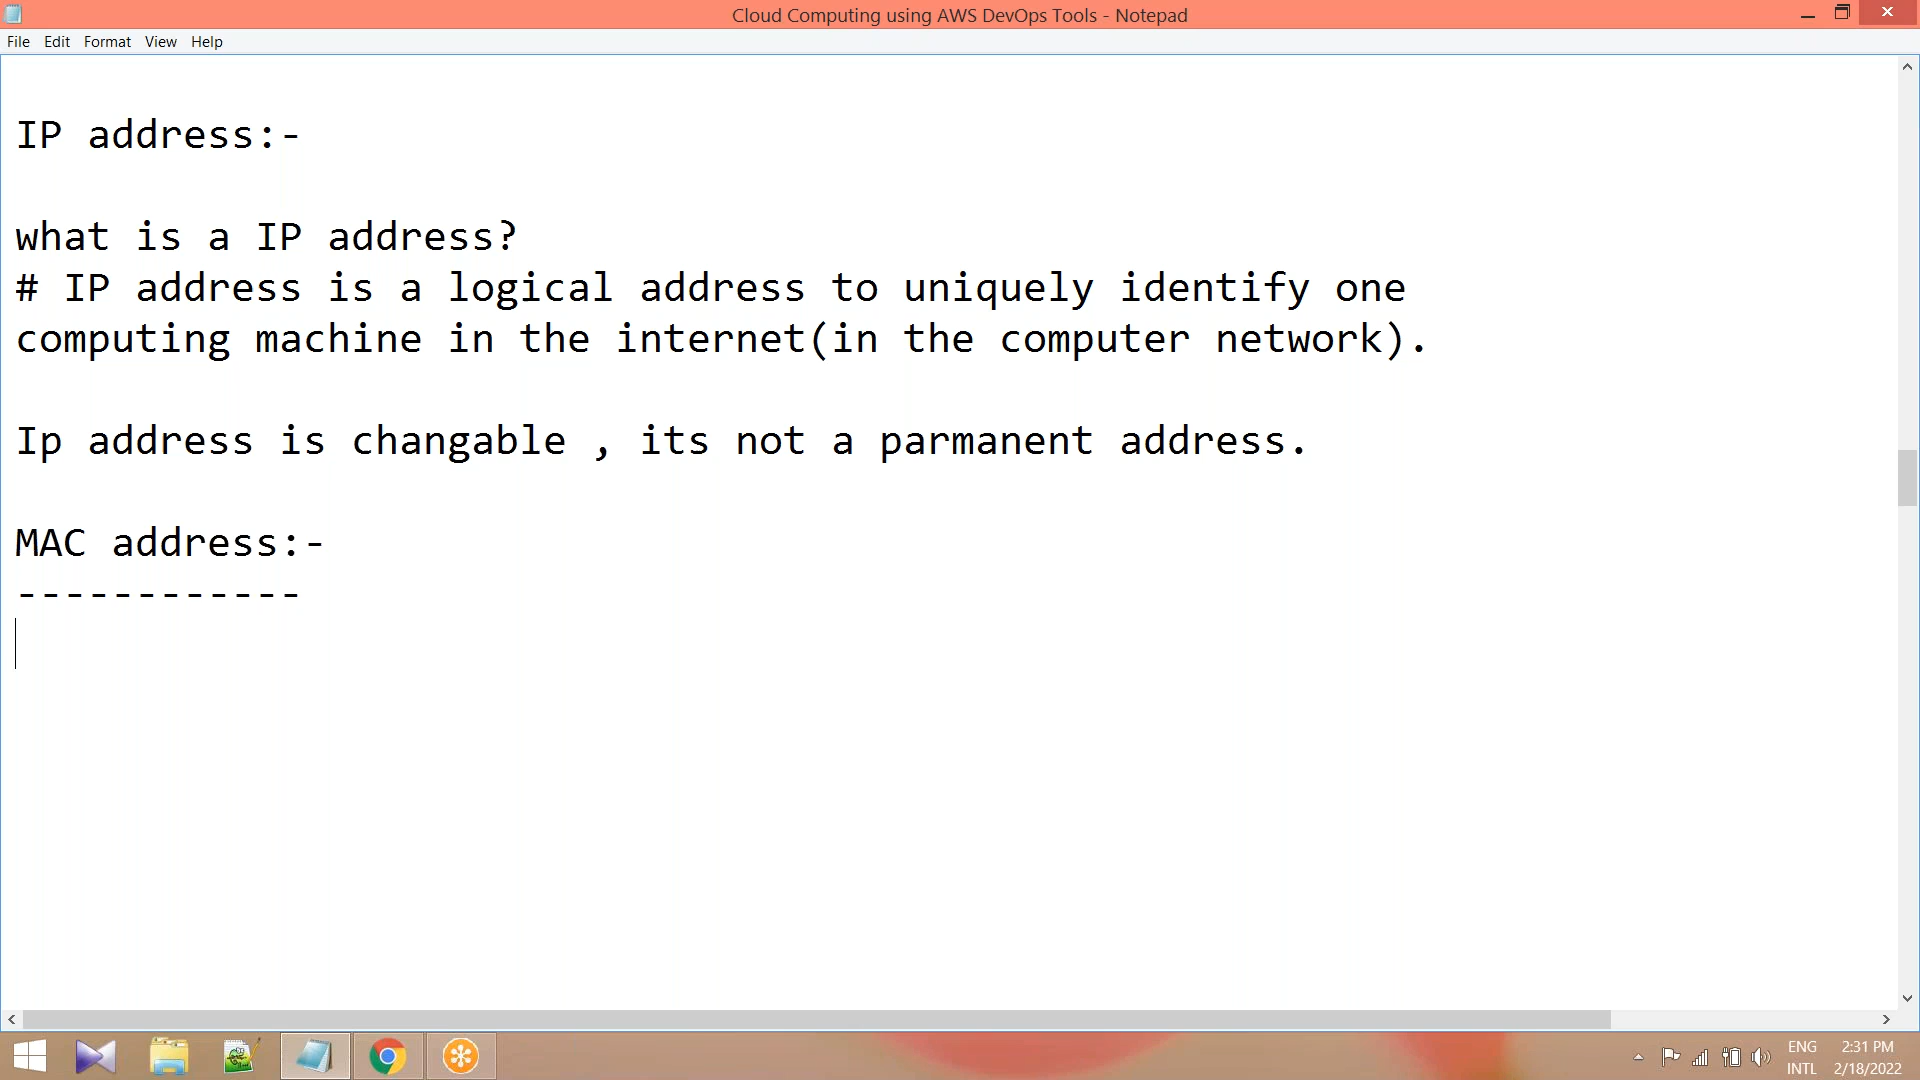 Cloud Computing using AWS DevOps Tools - Notepad
File Edit Format View Help
IP address:-
what is a IP address?
# IP address is a logical address to uniquely identify one
computing machine in the internet(in the computer network).
Ip address is changable , its not a parmanent address.
MAC address:-
------------
ENG 2:31 PM
INTL 2/18/2022